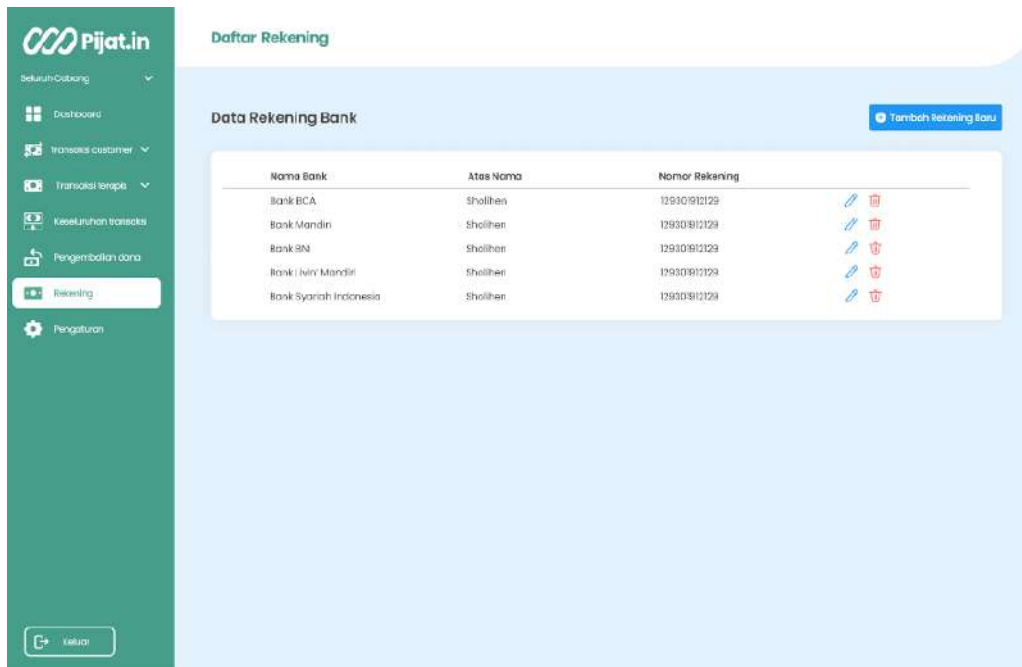 Pijat.in
Daftar Rekening
Seluruh Cabang
Dashboard
Transaksi customer
Transaksi terapis
Keseluruhan transaksi
Pengembalian dana
Rekening
Pengaturan
Keluar
Data Rekening Bank
Tambah Rekening Baru
Nama Bank Atas Nama Nomor Rekening
Bank BCA Sholihen 129301912129
Bank Mandiri Sholihen 129301912129
Bank BNI Sholihen 129301912129
Bank Livin' Mandiri Sholihen 129301912129
Bank Syariah Indonesia Sholihen 129301912129